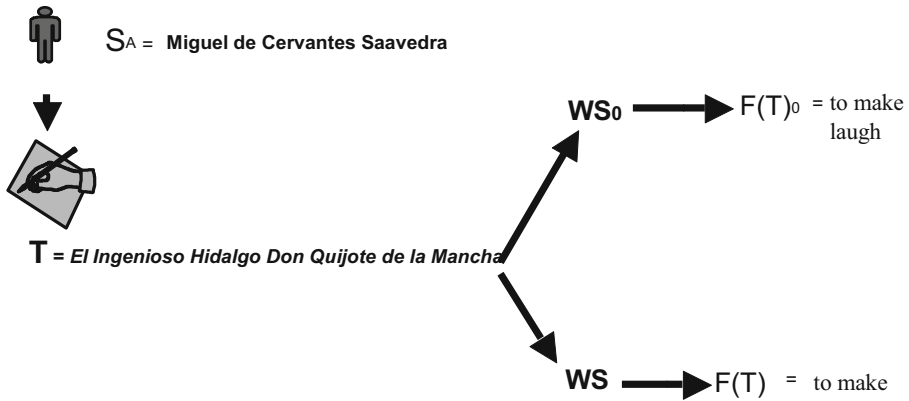 SA = Miguel de Cervantes Saavedra
WS0 F(T)0 = to make
laugh
T = El Ingenioso Hidalgo Don Quijote de la Mancha
WS F(T) = to make